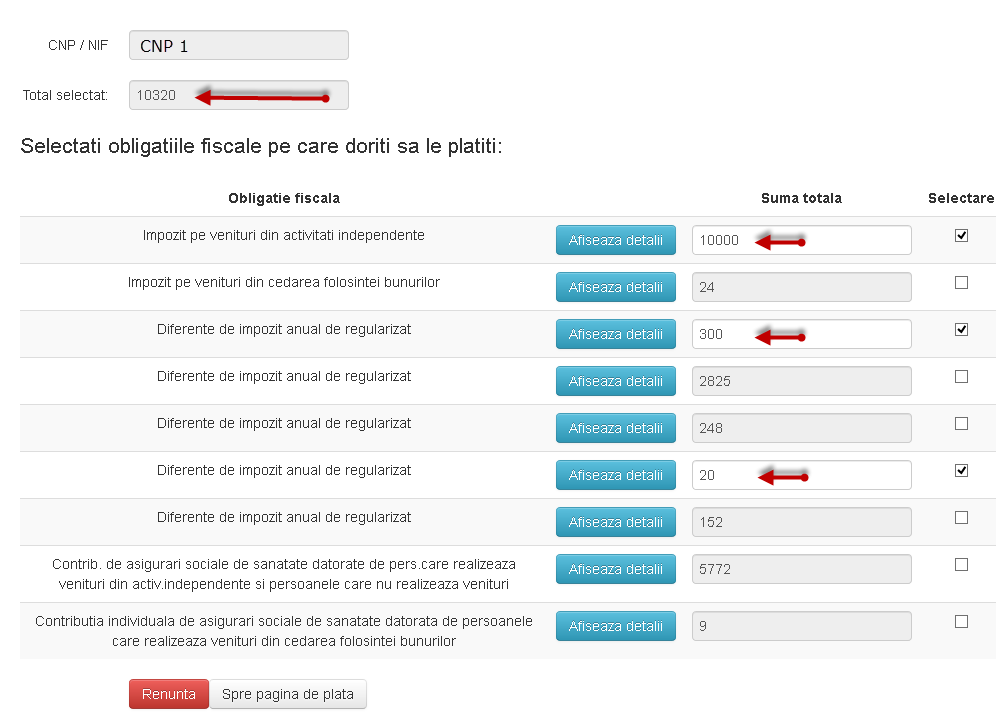 CNP / NIF CNP 1
Total selectat: 10320
Selectati obligatiile fiscale pe care doriti sa le platiti:
Obligatie fiscala Suma totala Selectare
Impozit pe venituri din activitati independente Afiseaza detalii 10000
Impozit pe venituri din cedarea folosintei bunurilor Afiseaza detalii 24
Diferente de impozit anual de regularizat Afiseaza detalii 300
Diferente de impozit anual de regularizat Afiseaza detalii 2825
Diferente de impozit anual de regularizat Afiseaza detalii 248
Diferente de impozit anual de regularizat Afiseaza detalii 20
Diferente de impozit anual de regularizat Afiseaza detalii 152
Contrib. de asigurari sociale de sanatate datorate de pers.care realizeaza
venituri din activ.independente si persoanele care nu realizeaza venituri
Afiseaza detalii 5772
Contributia individuala de asigurari sociale de sanatate datorata de persoanele
care realizeaza venituri din cedarea folosintei bunurilor
Afiseaza detalii 9
Renunta Spre pagina de plata